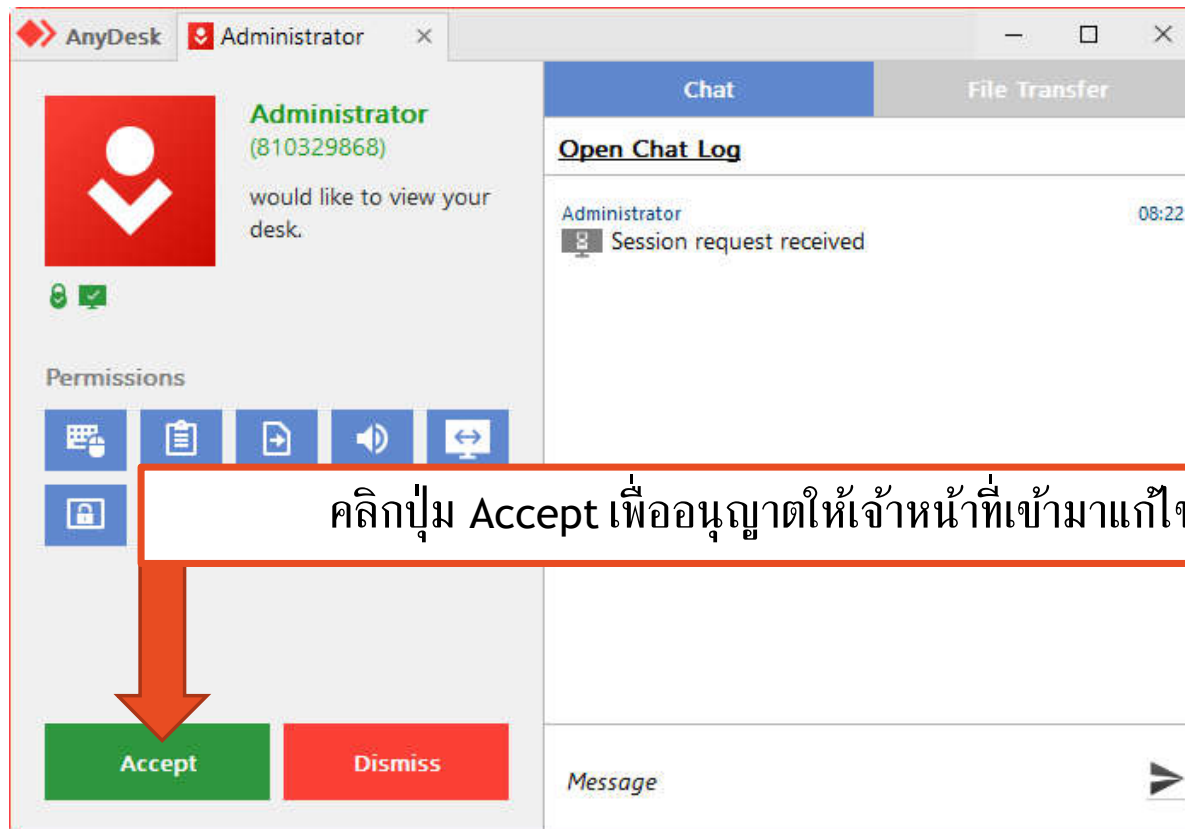 AnyDesk
Administrator
Administrator
(810329868)
would like to view your
desk.
Permissions
Accept
Dismiss
Chat
File Transfer
Open Chat Log
Administrator
08:22
Session request received
คลิกปุ่ม Accept เพื่ออนุญาตให้เจ้าหน้าที่เข้ามาแก้ไข
Message